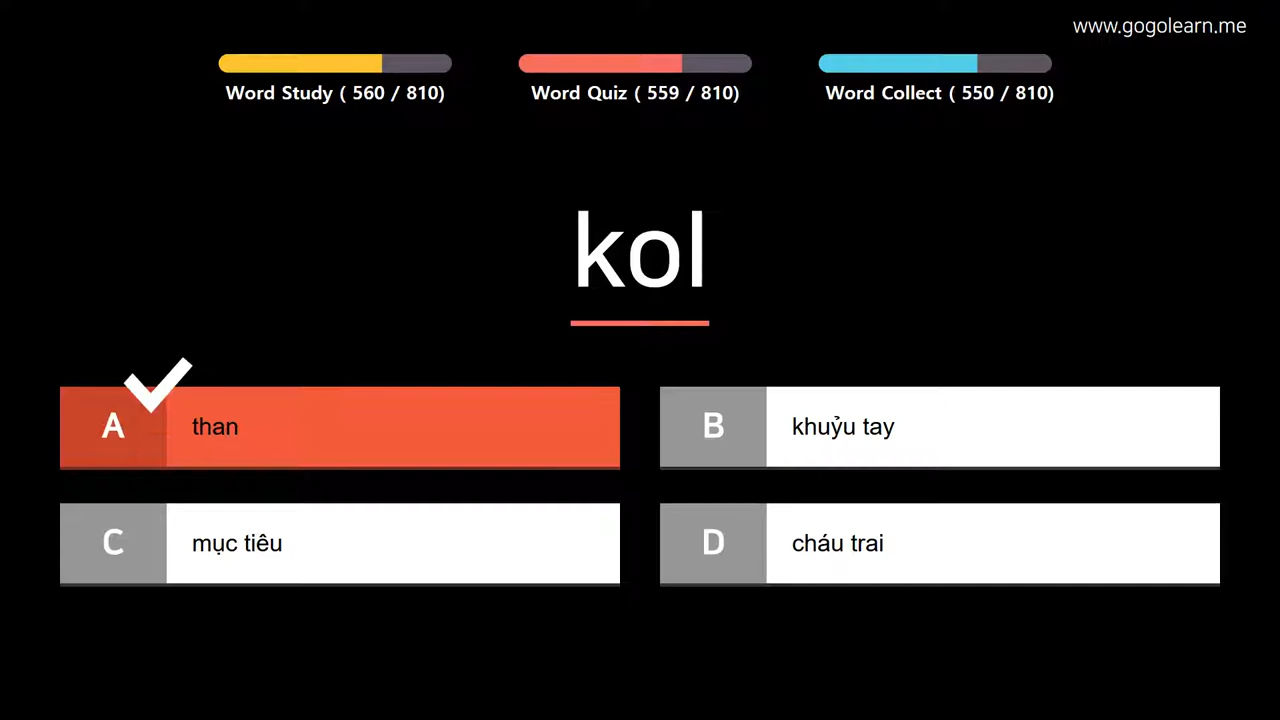 www.gogolearn.me
Word Study ( 560 / 810)
Word Quiz ( 559 / 810)
Word Collect ( 550 / 810)
kol
A than
B khuỷu tay
C mục tiêu
D cháu trai